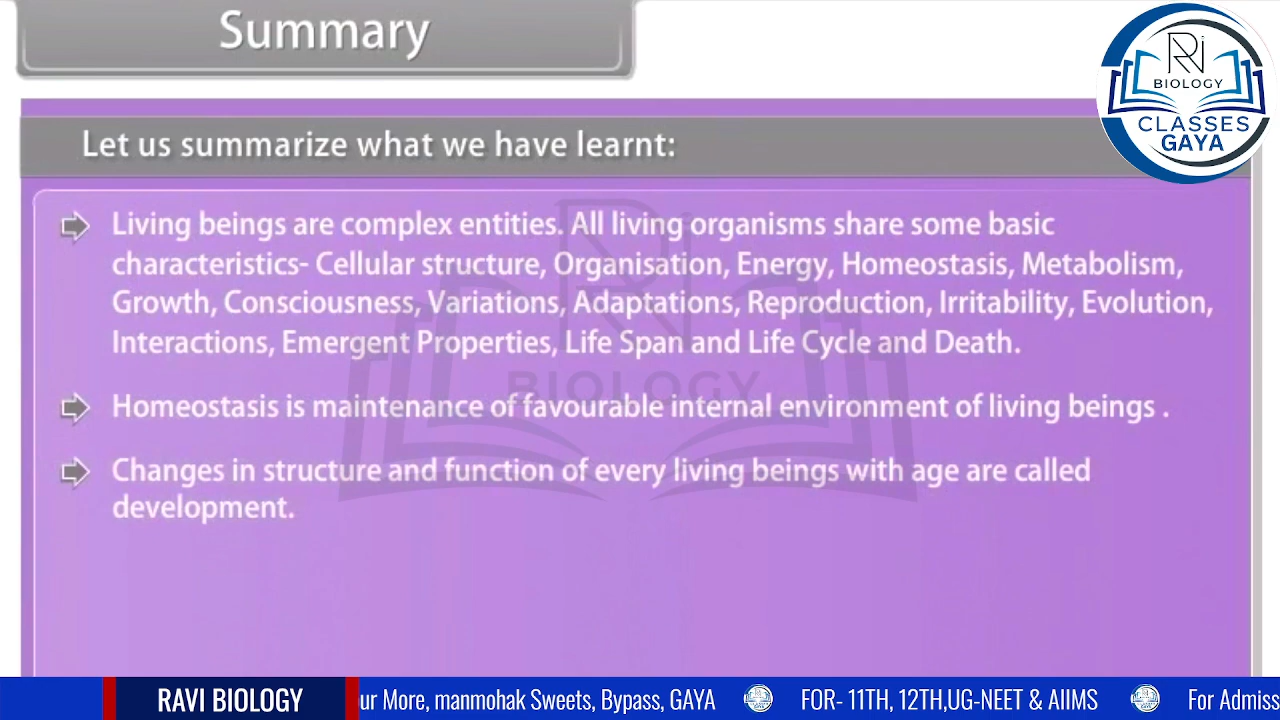 Summary
RI
BIOLOGY
CLASSES
GAYA
Let us summarize what we have learnt:
Living beings are complex entities. All living organisms share some basic
characteristics- Cellular structure, Organisation, Energy, Homeostasis, Metabolism,
Growth, Consciousness, Variations, Adaptations, Reproduction, Irritability, Evolution,
Interactions, Emergent Properties, Life Span and Life Cycle and Death.
Homeostasis is maintenance of favourable internal environment of living beings .
Changes in structure and function of every living beings with age are called
development.
BIOLOGY
RAVI BIOLOGY
ur More, manmohak Sweets, Bypass, GAYA FOR- 11TH, 12TH,UG-NEET & AIIMS For Admiss